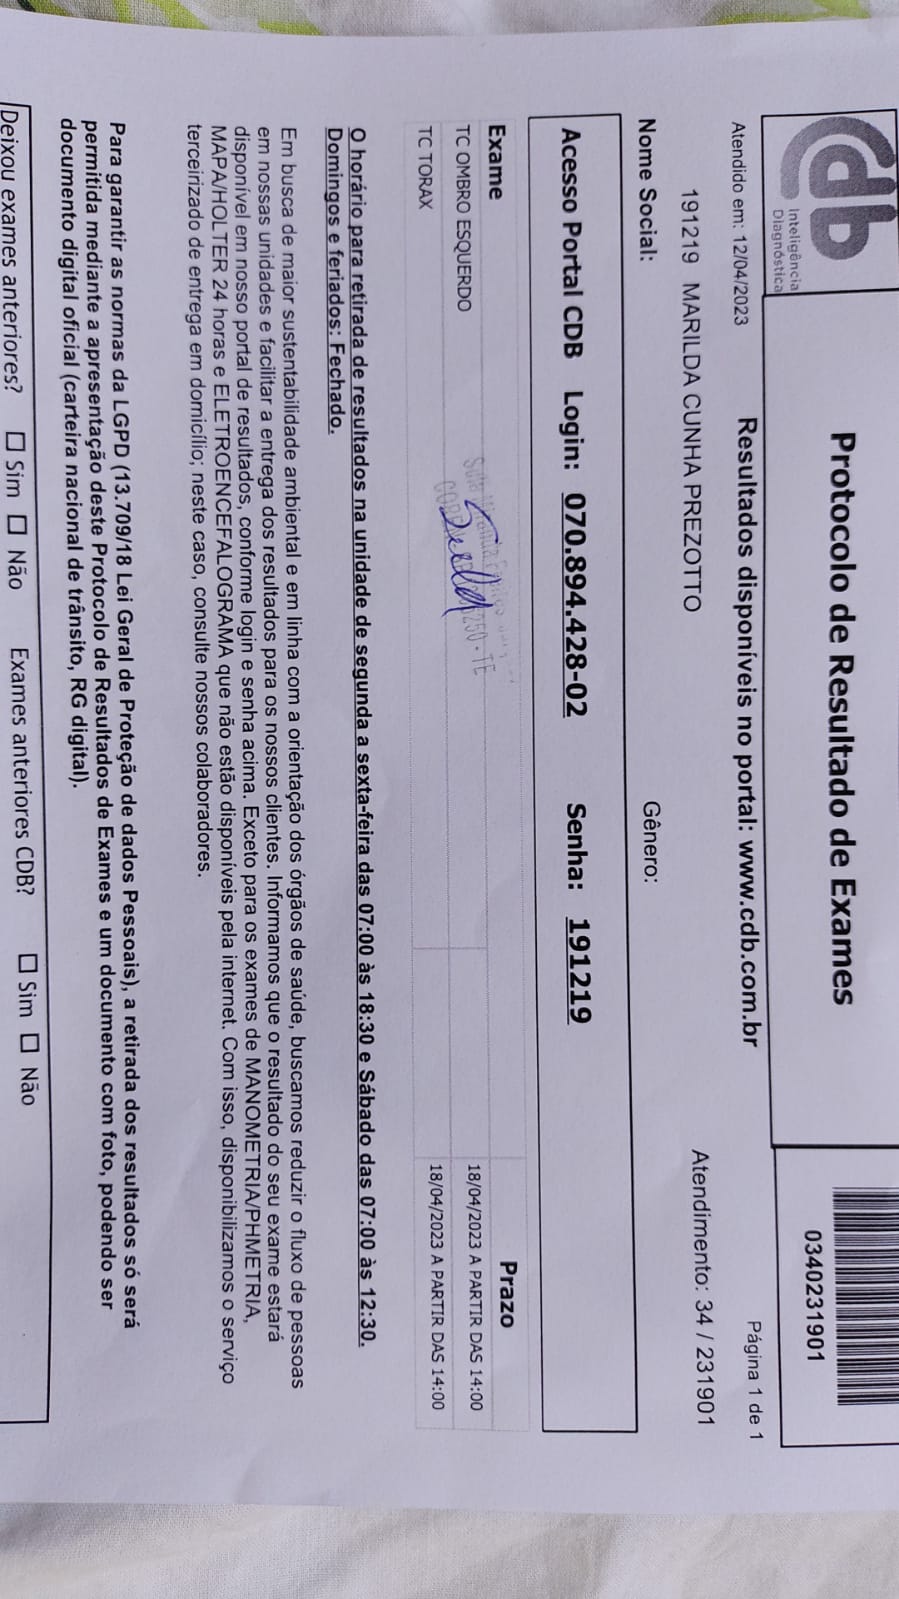 cdb
Inteligência
Diagnóstica
Protocolo de Resultado de Exames
0340231901
Atendido em: 12/04/2023
Resultados disponíveis no portal: www.cdb.com.br
Página 1 de 1
191219 MARILDA CUNHA PREZOTTO
Atendimento: 34 / 231901
Nome Social:
Gênero:
Acesso Portal CDB Login: 070.894.428-02 Senha: 191219
Exame
Prazo
TC OMBRO ESQUERDO
18/04/2023 A PARTIR DAS 14:00
TC TORAX
18/04/2023 A PARTIR DAS 14:00
O horário para retirada de resultados na unidade de segunda a sexta-feira das 07:00 às 18:30 e Sábado das 07:00 às 12:30.
Domingos e feriados: Fechado.
Em busca de maior sustentabilidade ambiental e em linha com a orientação dos órgãos de saúde, buscamos reduzir o fluxo de pessoas
em nossas unidades e facilitar a entrega dos resultados para os nossos clientes. Informamos que o resultado do seu exame estará
disponível em nosso portal de resultados, conforme login e senha acima. Exceto para os exames de MANOMETRIA/PHMETRIA,
MAPA/HOLTER 24 horas e ELETROENCEFALOGRAMA que não estão disponíveis pela internet. Com isso, disponibilizamos o serviço
terceirizado de entrega em domicílio; neste caso, consulte nossos colaboradores.
Para garantir as normas da LGPD (13.709/18 Lei Geral de Proteção de dados Pessoais), a retirada dos resultados só será
permitida mediante a apresentação deste Protocolo de Resultados de Exames e um documento com foto, podendo ser
documento digital oficial (carteira nacional de trânsito, RG digital).
Deixou exames anteriores? Sim Não Exames anteriores CDB? Sim Não